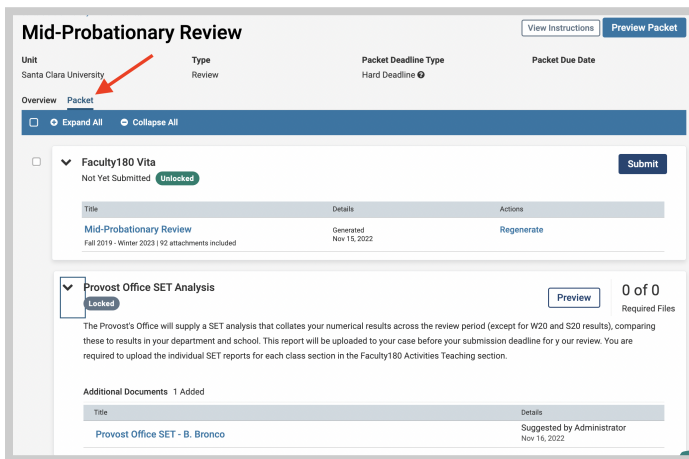 Mid-Probationary Review
View Instructions
Preview Packet
Unit
Type
Packet Deadline Type
Packet Due Date
Santa Clara University
Review
Hard Deadline
Overview Packet
Expand All Collapse All
Faculty180 Vita
Submit
Not Yet Submitted Unlocked
Title Details Actions
Mid-Probationary Review
Generated
Regenerate
Fall 2019 - Winter 2023 | 92 attachments included
Nov 15, 2022
Provost Office SET Analysis
Locked
Preview
0 of 0
Required Files
The Provost's Office will supply a SET analysis that collates your numerical results across the review period (except for W20 and S20 results), comparing
these to results in your department and school. This report will be uploaded to your case before your submission deadline for y our review. You are
required to upload the individual SET reports for each class section in the Faculty180 Activities Teaching section.
Additional Documents 1 Added
Title Details
Provost Office SET - B. Bronco
Suggested by Administrator
Nov 16, 2022